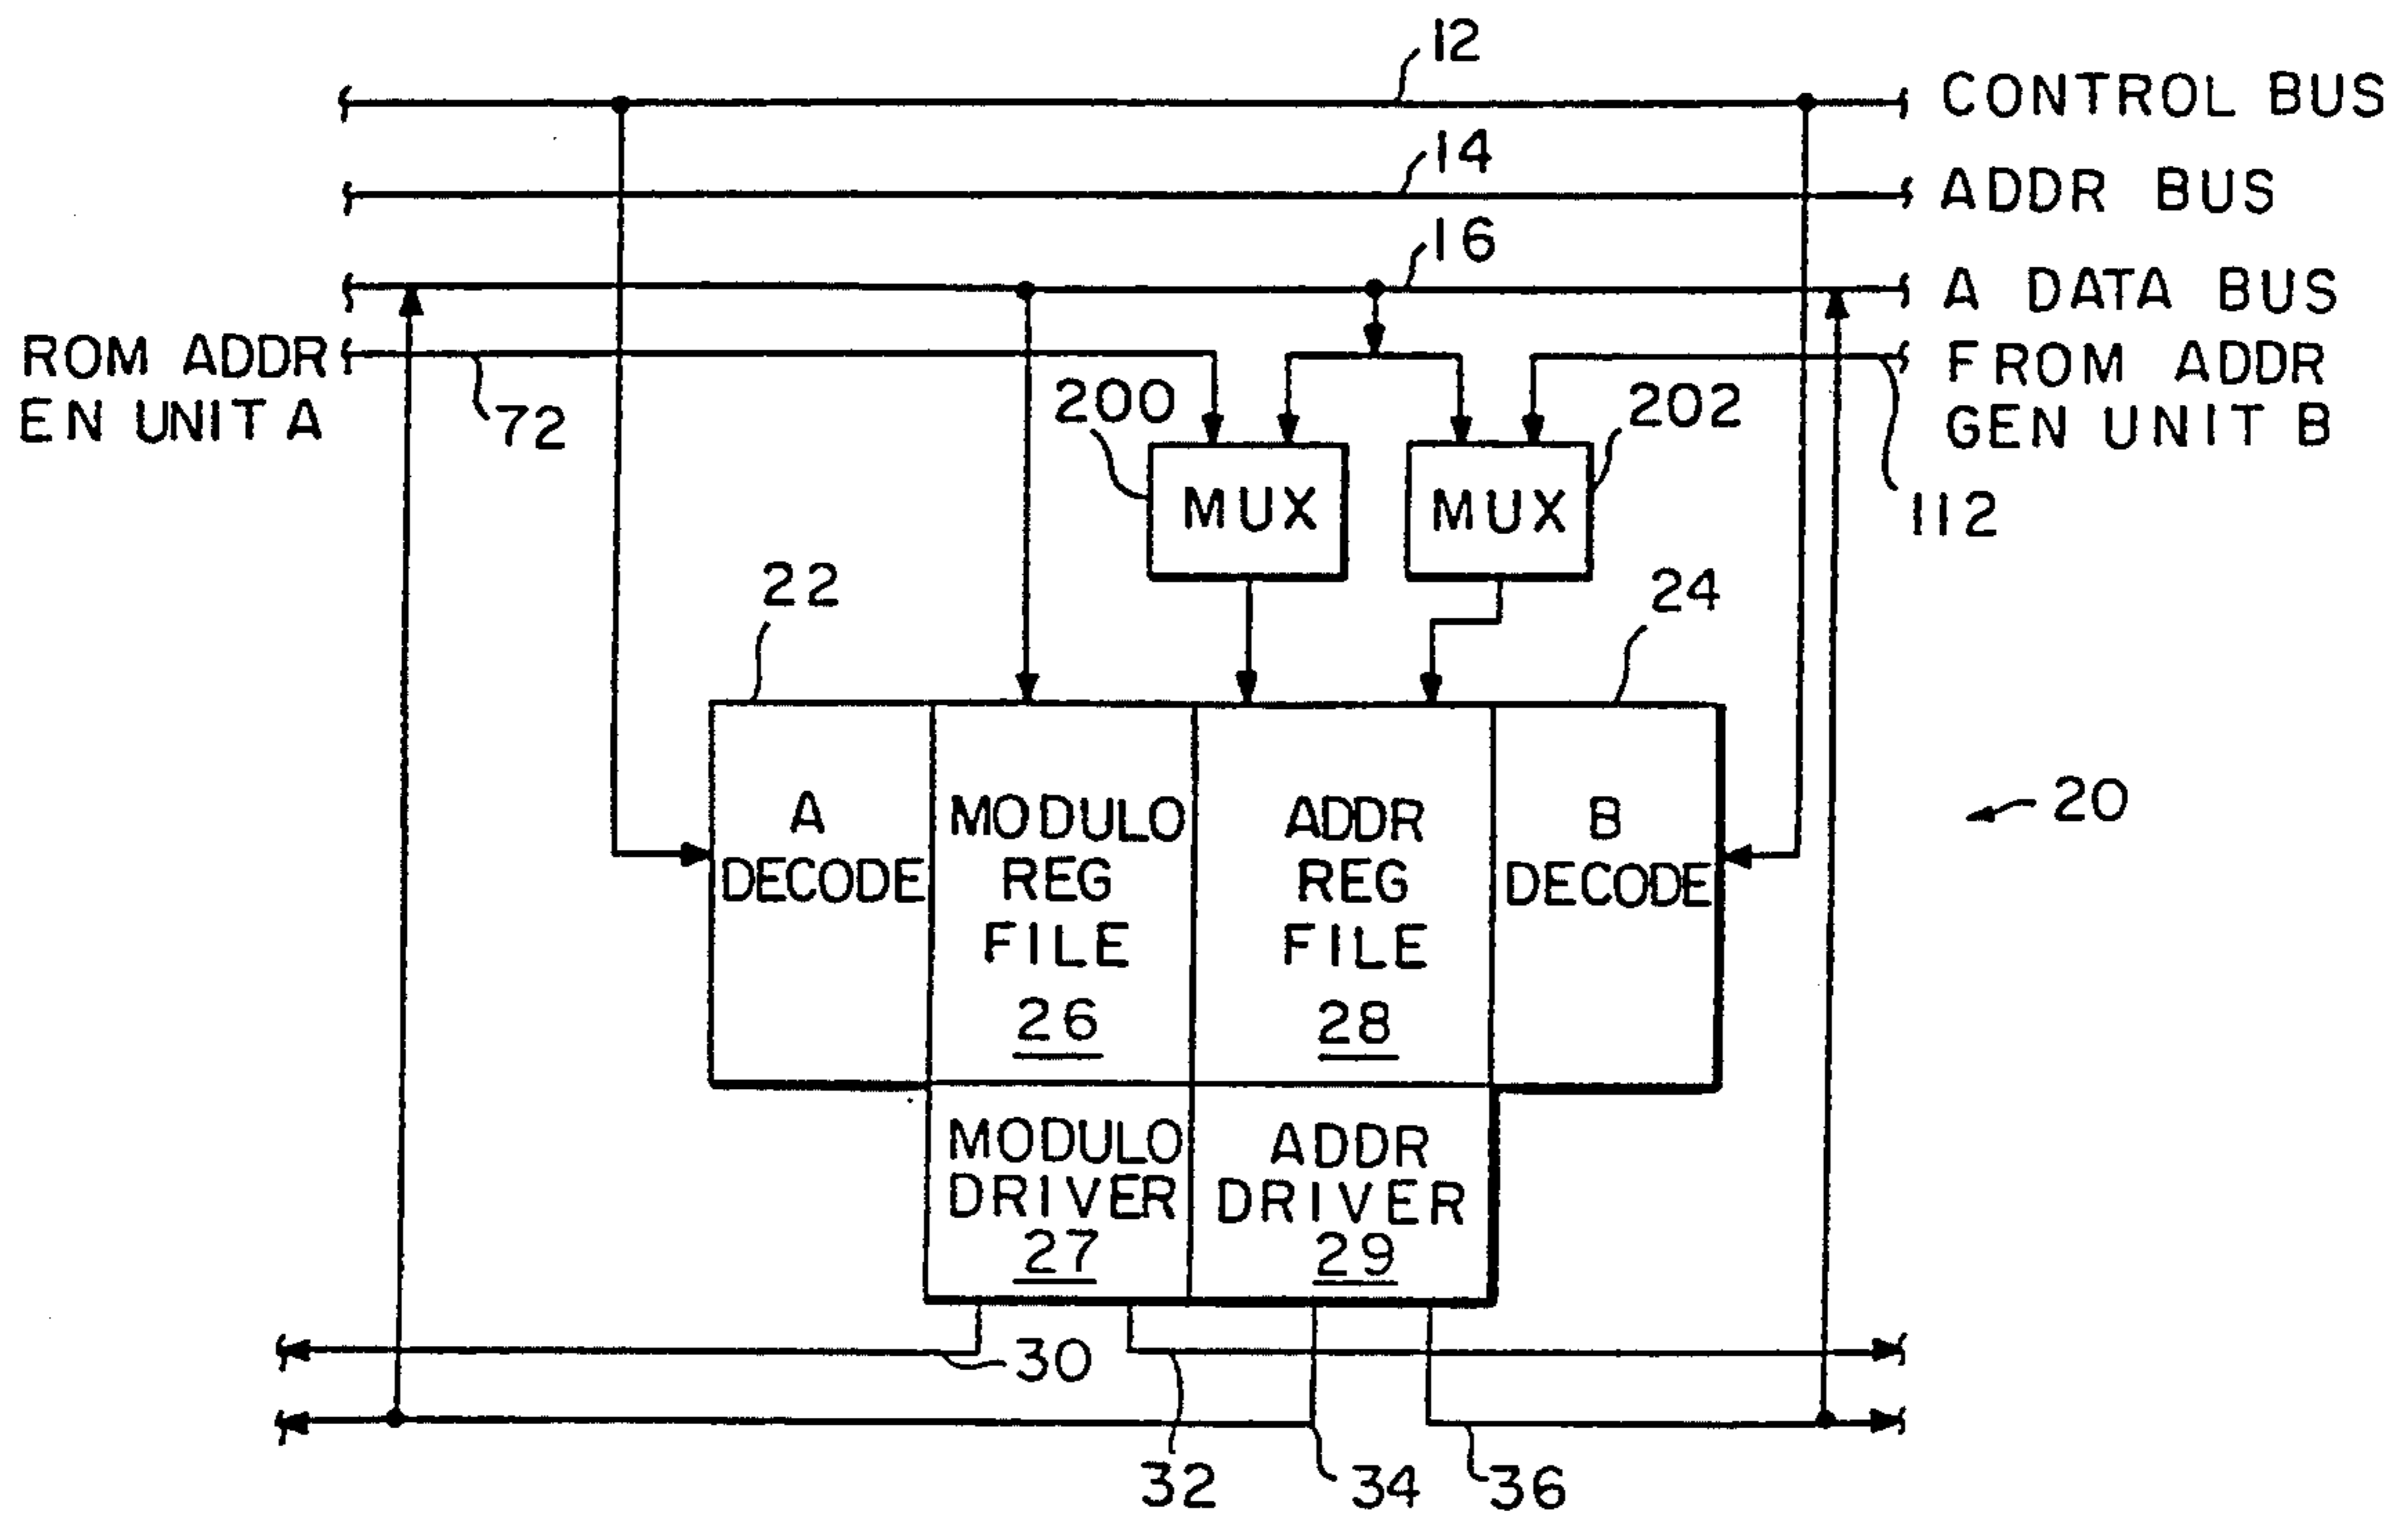 12
CONTROL BUS
14
ADDR BUS
16
A DATA BUS
ROM ADDR
EN UNIT A
72
200
202
FROM ADDR
GEN UNIT B
112
MUX
MUX
22
24
A
DECODE
MODULO
REG
FILE
26
ADDR
REG
FILE
28
B
DECODE
20
MODULO
DRIVER
27
ADDR
DRIVER
29
30
32
34
36